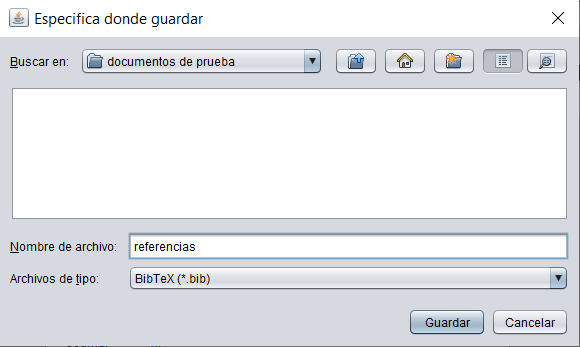 Especifica donde guardar
Buscar en: documentos de prueba
Nombre de archivo: referencias
Archivos de tipo: BibTeX (*.bib)
Guardar Cancelar